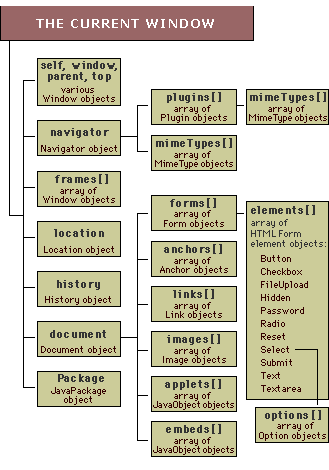 THE CURRENT WINDOW
self, window,
parent, top
various
Window objects
navigator
Navigator object
plugins[]
array of
Plugin objects
mimeTypes[]
array of
MimeType objects
mimeTypes[]
array of
MimeType objects
frames[]
array of
Window objects
location
Location object
history
History object
document
Document object
Package
JavaPackage
object
forms[]
array of
Form objects
anchors[]
array of
Anchor objects
links[]
array of
Link objects
images[]
array of
Image objects
applets[]
array of
JavaObject objects
embeds[]
array of
JavaObject objects
elements[]
array of
HTML Form
element objects:
Button
Checkbox
FileUpload
Hidden
Password
Radio
Reset
Select
Submit
Text
Textarea
options[]
array of
Option objects